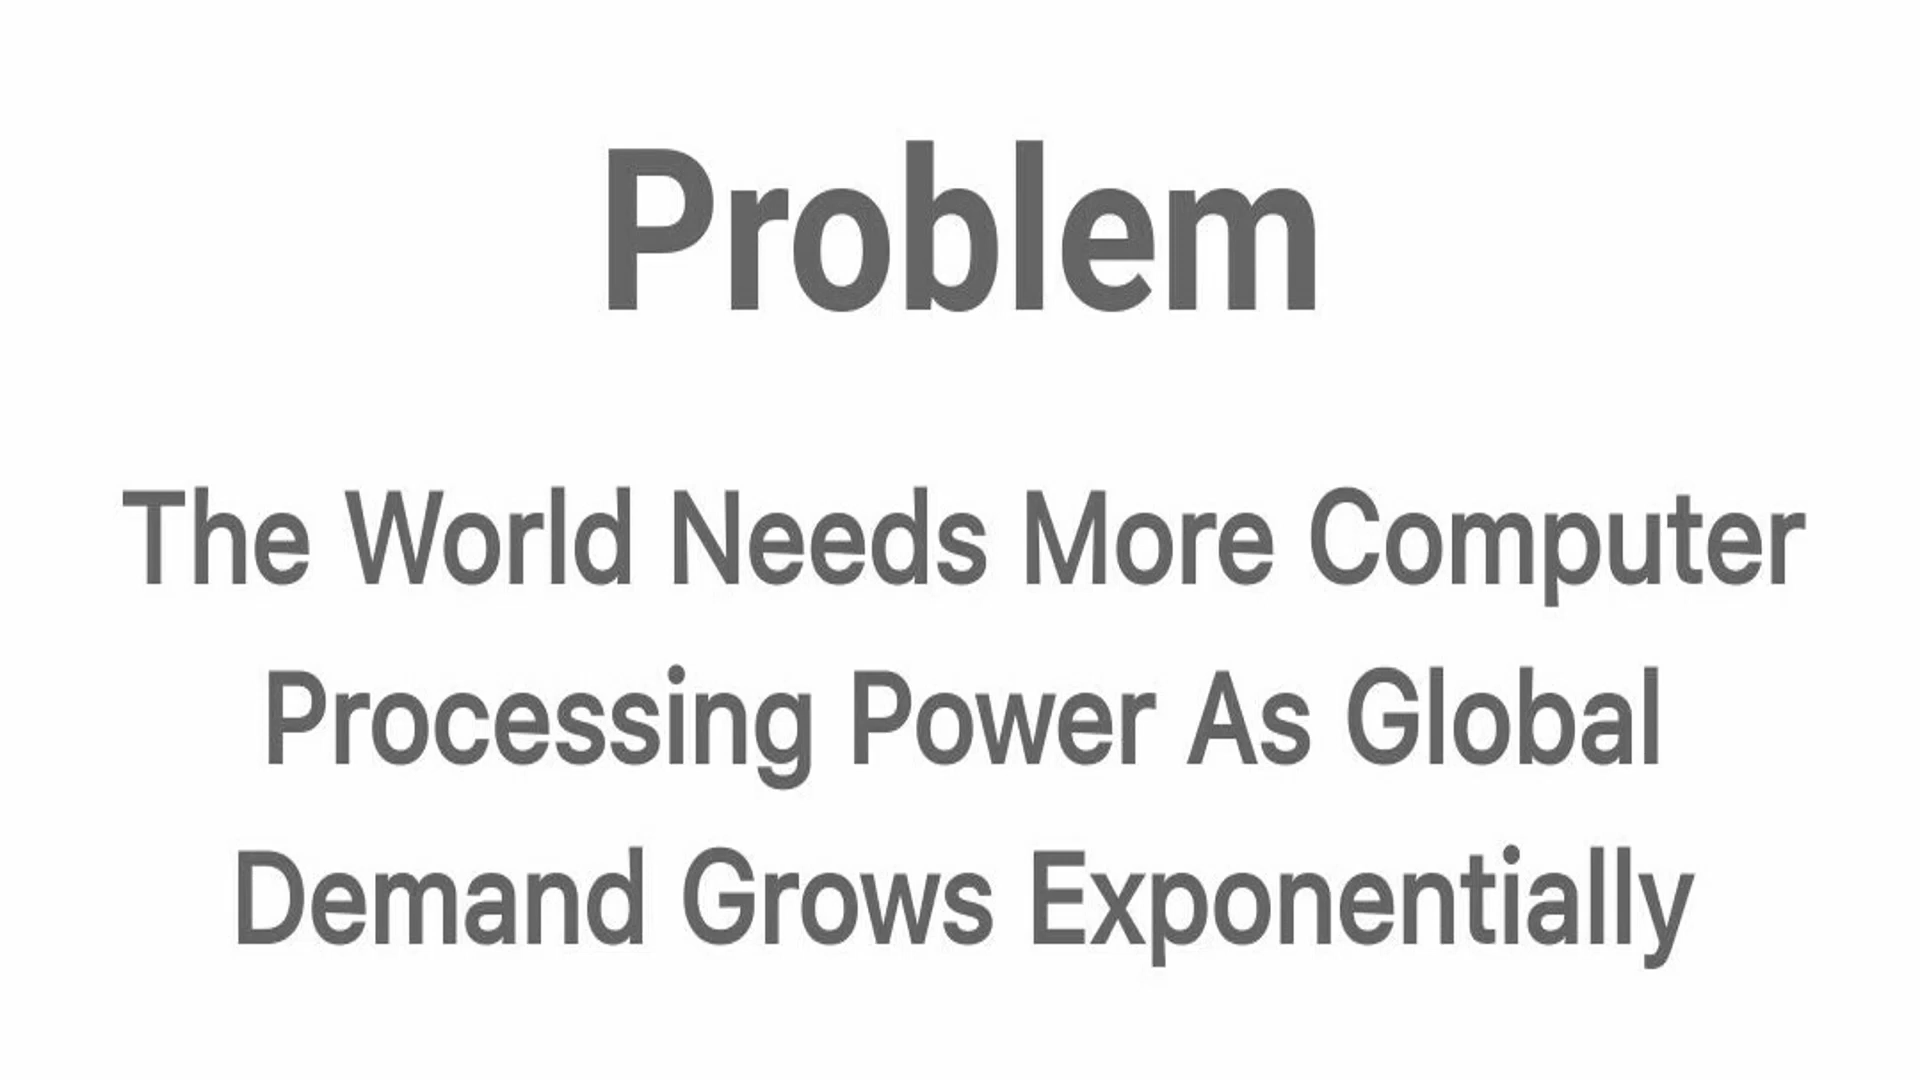 Problem
The World Needs More Computer
Processing Power As Global
Demand Grows Exponentially